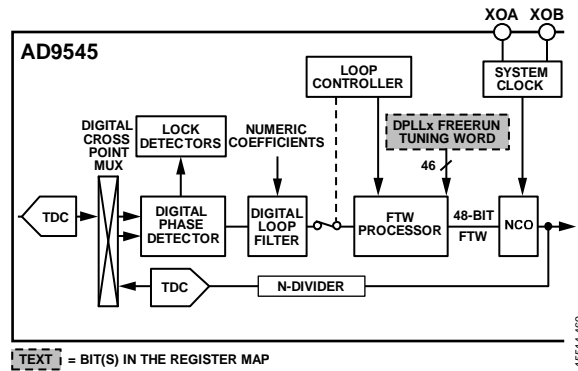 XOA XOB
AD9545
LOOP
CONTROLLER
SYSTEM
CLOCK
DIGITAL
CROSS
POINT
MUX
LOCK
DETECTORS
NUMERIC
COEFFICIENTS
DPLLx FREERUN
TUNING WORD
46
TDC
DIGITAL
PHASE
DETECTOR
DIGITAL
LOOP
FILTER
FTW
PROCESSOR
48-BIT
FTW
NCO
TDC
N-DIVIDER
TEXT = BIT(S) IN THE REGISTER MAP